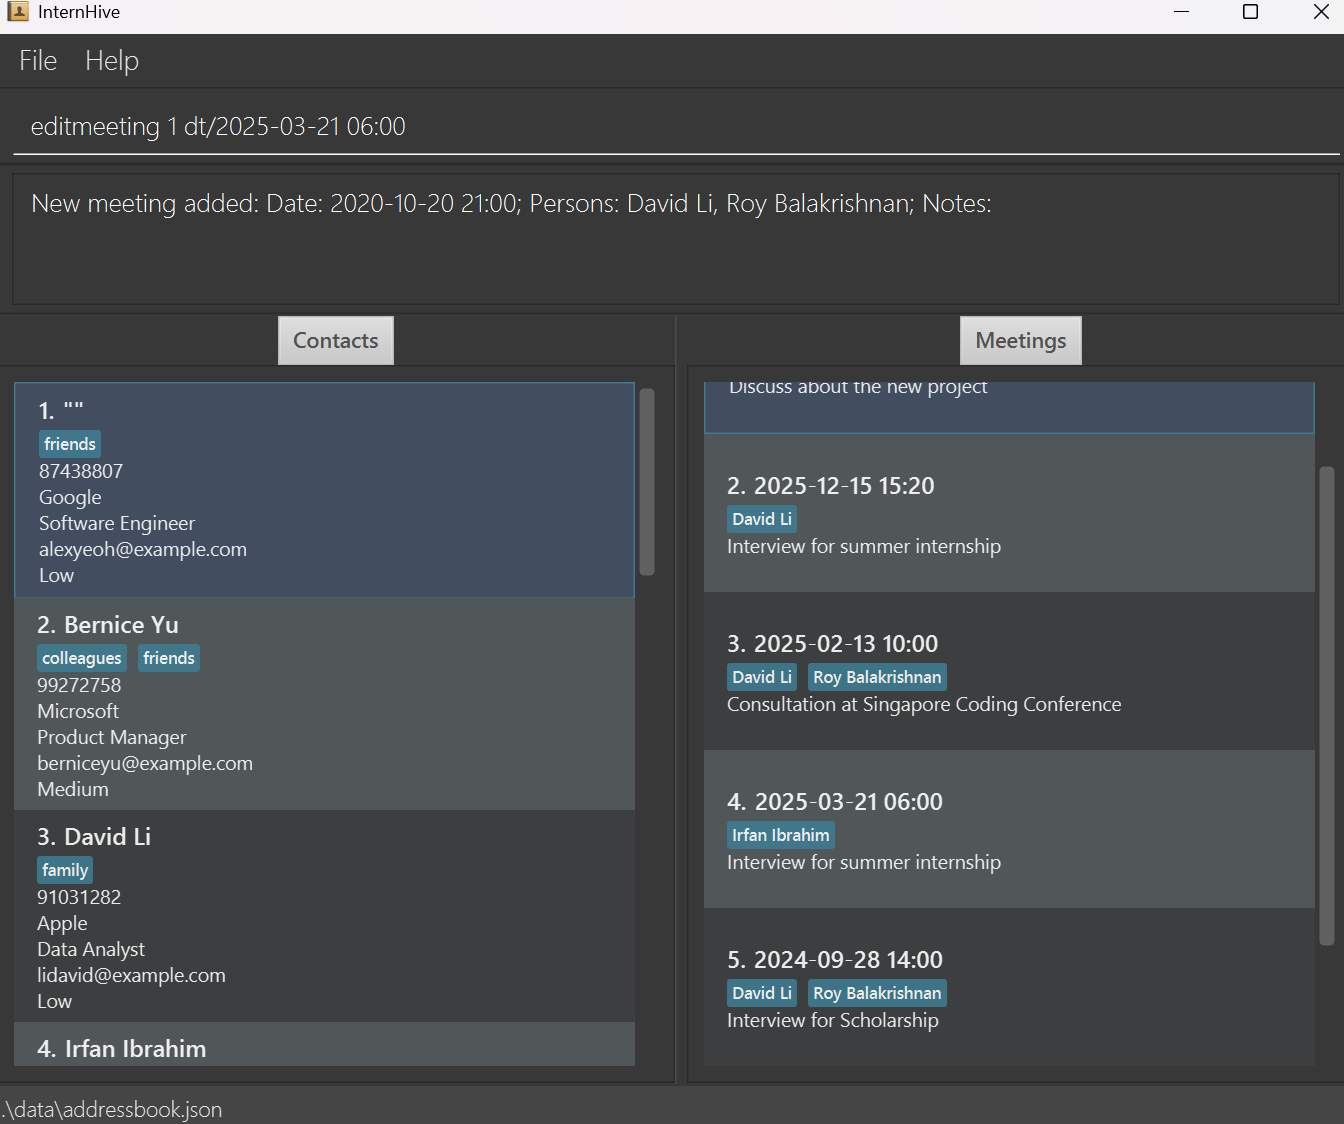 InternHive
File Help
editmeeting 1 dt/2025-03-21 06:00
New meeting added: Date: 2020-10-20 21:00; Persons: David Li, Roy Balakrishnan; Notes:
Contacts
1. ""
friends
87438807
Google
Software Engineer
alexyeoh@example.com
Low
2. Bernice Yu
colleagues friends
99272758
Microsoft
Product Manager
berniceyu@example.com
Medium
3. David Li
family
91031282
Apple
Data Analyst
lidavid@example.com
Low
4. Irfan Ibrahim
Meetings
Discuss about the new project
2. 2025-12-15 15:20
David Li
Interview for summer internship
3. 2025-02-13 10:00
David Li Roy Balakrishnan
Consultation at Singapore Coding Conference
4. 2025-03-21 06:00
Irfan Ibrahim
Interview for summer internship
5. 2024-09-28 14:00
David Li Roy Balakrishnan
Interview for Scholarship
.\data\addressbook.json